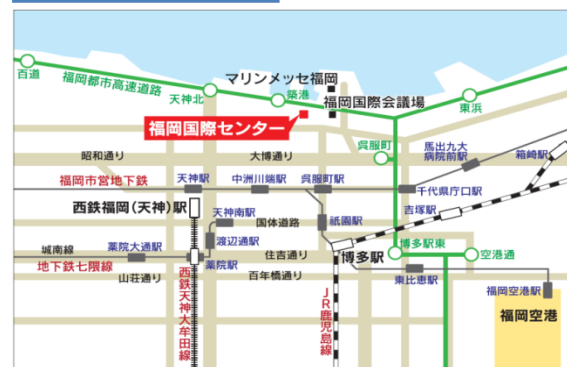 百道
福岡都市高速道路
天神北
築港
マリンメッセ福岡
福岡国際会議場
東浜
福岡国際センター
呉服町
馬出九大
病院前駅
箱崎駅
昭和通り
大博通り
福岡市営地下鉄
天神駅
中洲川端駅
呉服町駅
千代県庁口駅
西鉄福岡(天神)駅
天神南駅
国体道路
祇園駅
吉塚駅
渡辺通駅
城南線
薬院大通駅
住吉通り
博多駅
博多駅東
空港通
地下鉄七隈線
山荘通り
薬院駅
百年橋通り
東比恵駅
福岡空港駅
西鉄天神大牟田線
JR鹿児島線
福岡空港